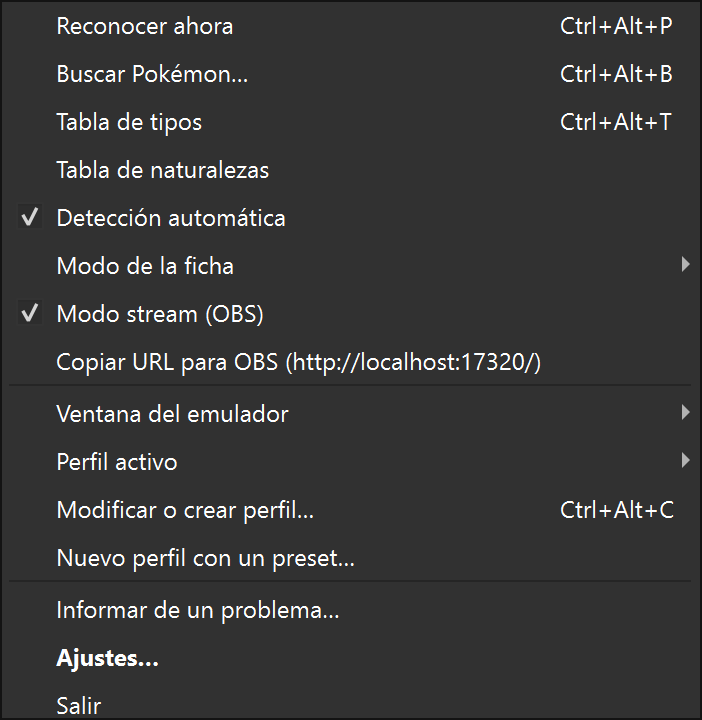 Reconocer ahora Ctrl+Alt+P
Buscar Pokémon... Ctrl+Alt+B
Tabla de tipos Ctrl+Alt+T
Tabla de naturalezas
Detección automática
Modo de la ficha
Modo stream (OBS)
Copiar URL para OBS (http://localhost:17320/)
Ventana del emulador
Perfil activo
Modificar o crear perfil... Ctrl+Alt+C
Nuevo perfil con un preset...
Informar de un problema...
Ajustes...
Salir